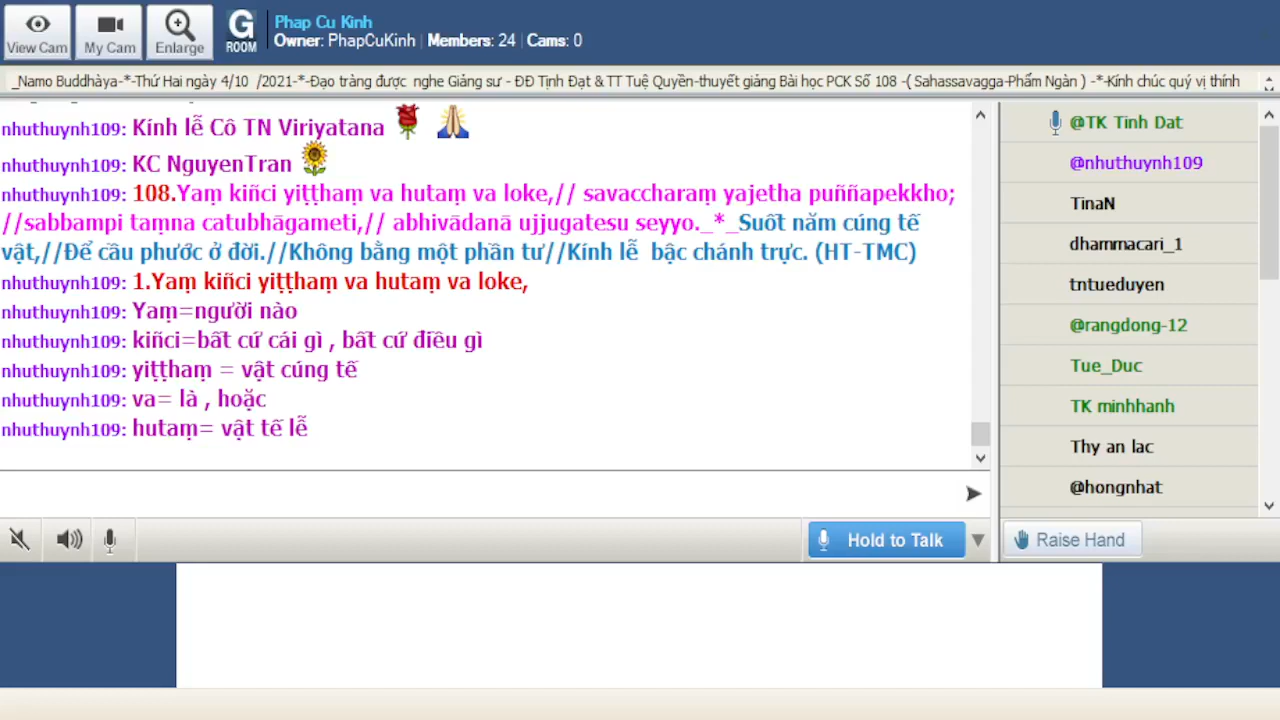 View Cam
My Cam
Enlarge
G ROOM
Phap Cu Kinh
Owner: PhapCuKinh | Members: 24 | Cams: 0
_Namo Buddhàya-*-Thứ Hai ngày 4/10 /2021-*-Đạo tràng được nghe Giảng sư - ĐĐ Tịnh Đạt & TT Tuệ Quyền-thuyết giảng Bài học PCK Số 108 -( Sahassavagga-Phẩm Ngàn ) -*-Kính chúc quý vị thính
nhuthuynh109: Kính lễ Cô TN Viriyatana
nhuthuynh109: KC NguyenTran
nhuthuynh109: 108.Yaṃ kiñci yiṭṭhaṃ va hutaṃ va loke,// savaccharaṃ yajetha puññapekkho;
//sabbampi taṃna catubhāgameti,// abhivādanā ujjugatesu seyyo._*_Suốt năm cúng tế
vật,//Để cầu phước ở đời.//Không bằng một phần tư//Kính lễ bậc chánh trực. (HT-TMC)
nhuthuynh109: 1.Yaṃ kiñci yiṭṭhaṃ va hutaṃ va loke,
nhuthuynh109: Yaṃ=người nào
nhuthuynh109: kiñci=bất cứ cái gì , bất cứ điều gì
nhuthuynh109: yiṭṭhaṃ = vật cúng tế
nhuthuynh109: va= là , hoặc
nhuthuynh109: hutaṃ= vật tế lễ
@TK Tinh Dat
@nhuthuynh109
TinaN
dhammacari_1
tntueduyen
@rangdong-12
Tue_Duc
TK minhhanh
Thy an lac
@hongnhat
Hold to Talk
Raise Hand